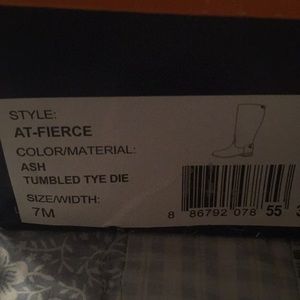 STYLE:
AT-FIERCE
COLOR/MATERIAL:
ASH
TUMBLED TYE DIE
SIZE/WIDTH:
7M
8 86792 078 55